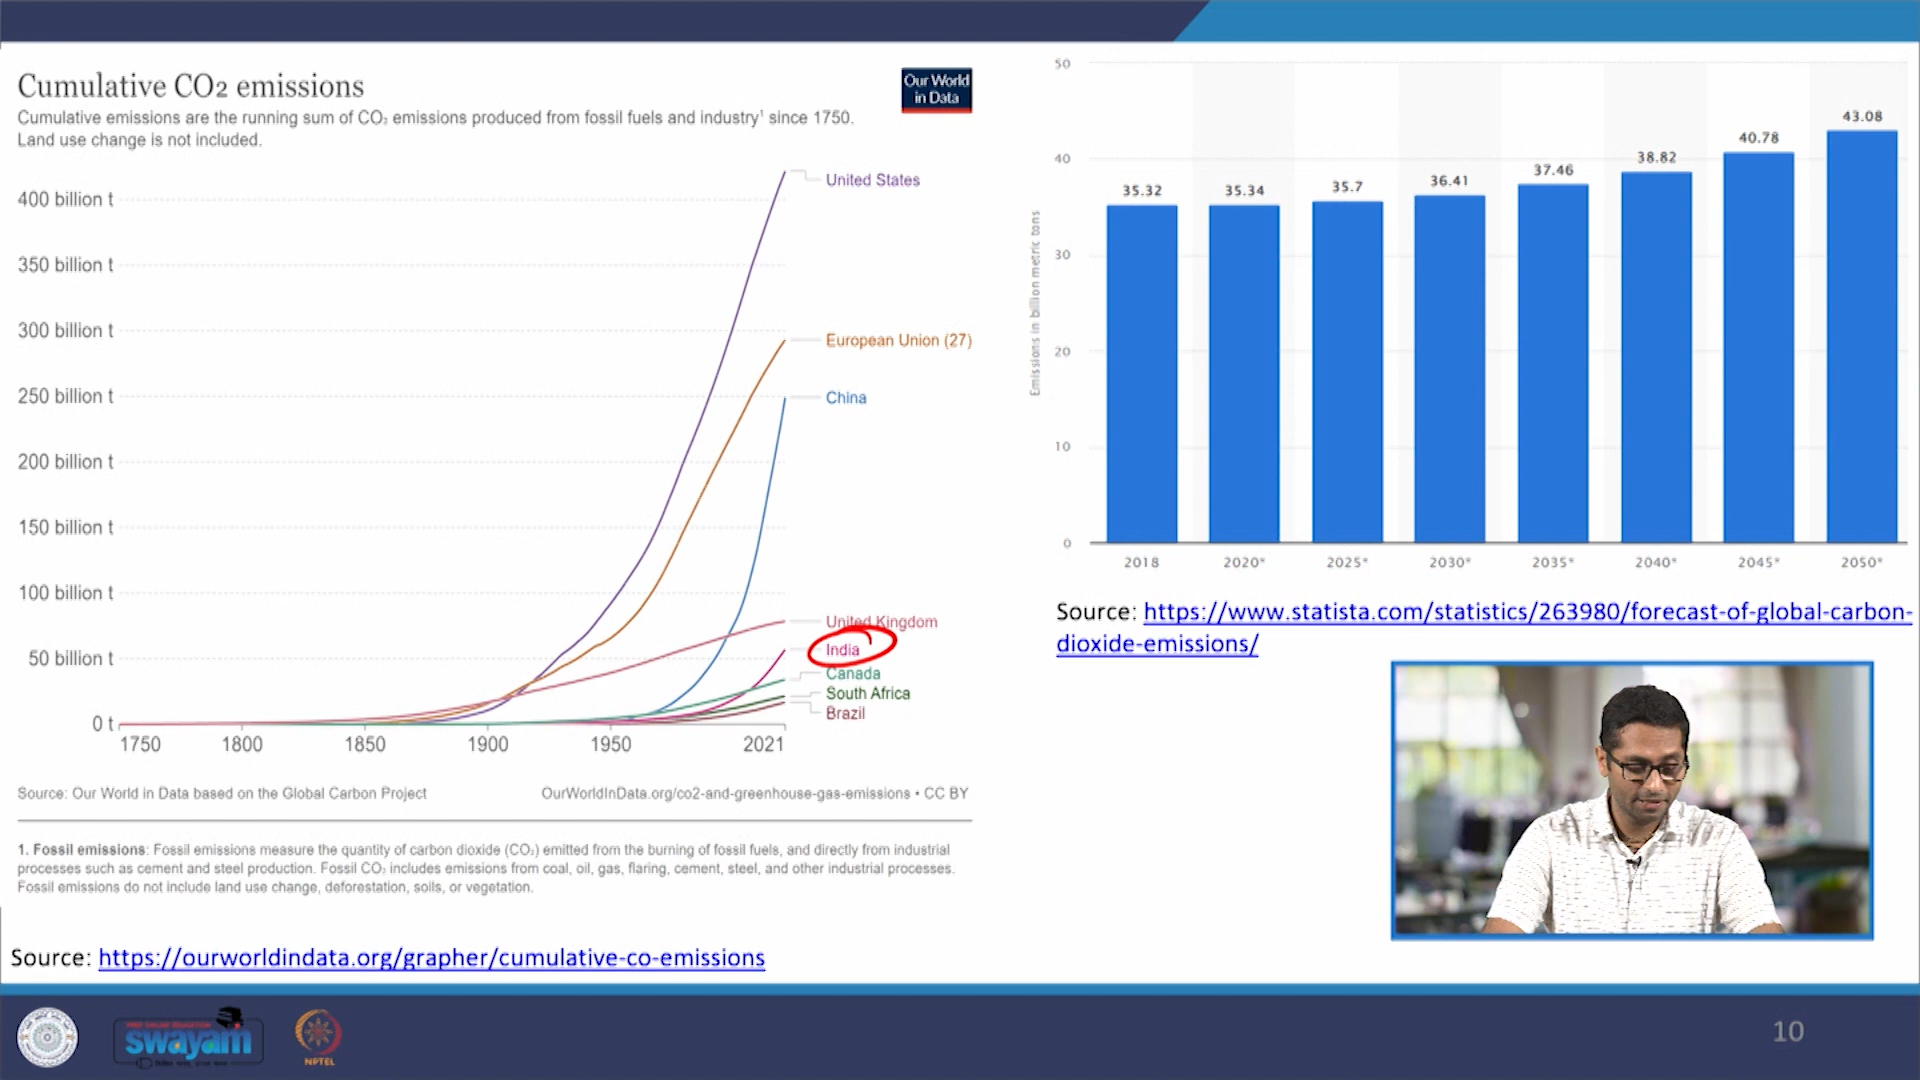 Cumulative CO2 emissions
Our World
in Data
Cumulative emissions are the running sum of CO₂ emissions produced from fossil fuels and industry¹ since 1750.
Land use change is not included.
400 billion t
350 billion t
300 billion t
250 billion t
200 billion t
150 billion t
100 billion t
50 billion t
0 t
1750 1800 1850 1900 1950 2021
United States
European Union (27)
China
United Kingdom
India
Canada
South Africa
Brazil
Source: Our World in Data based on the Global Carbon Project
OurWorldInData.org/co2-and-greenhouse-gas-emissions • CC BY
1. Fossil emissions: Fossil emissions measure the quantity of carbon dioxide (CO₂) emitted from the burning of fossil fuels, and directly from industrial
processes such as cement and steel production. Fossil CO₂ includes emissions from coal, oil, gas, flaring, cement, steel, and other industrial processes.
Fossil emissions do not include land use change, deforestation, soils, or vegetation.
Source: https://ourworldindata.org/grapher/cumulative-co-emissions
Emissions in billion metric tons
50
40
30
20
10
0
35.32 35.34 35.7 36.41 37.46 38.82 40.78 43.08
2018 2020* 2025* 2030* 2035* 2040* 2045* 2050*
Source: https://www.statista.com/statistics/263980/forecast-of-global-carbon-
dioxide-emissions/
swayam
NPTEL
10